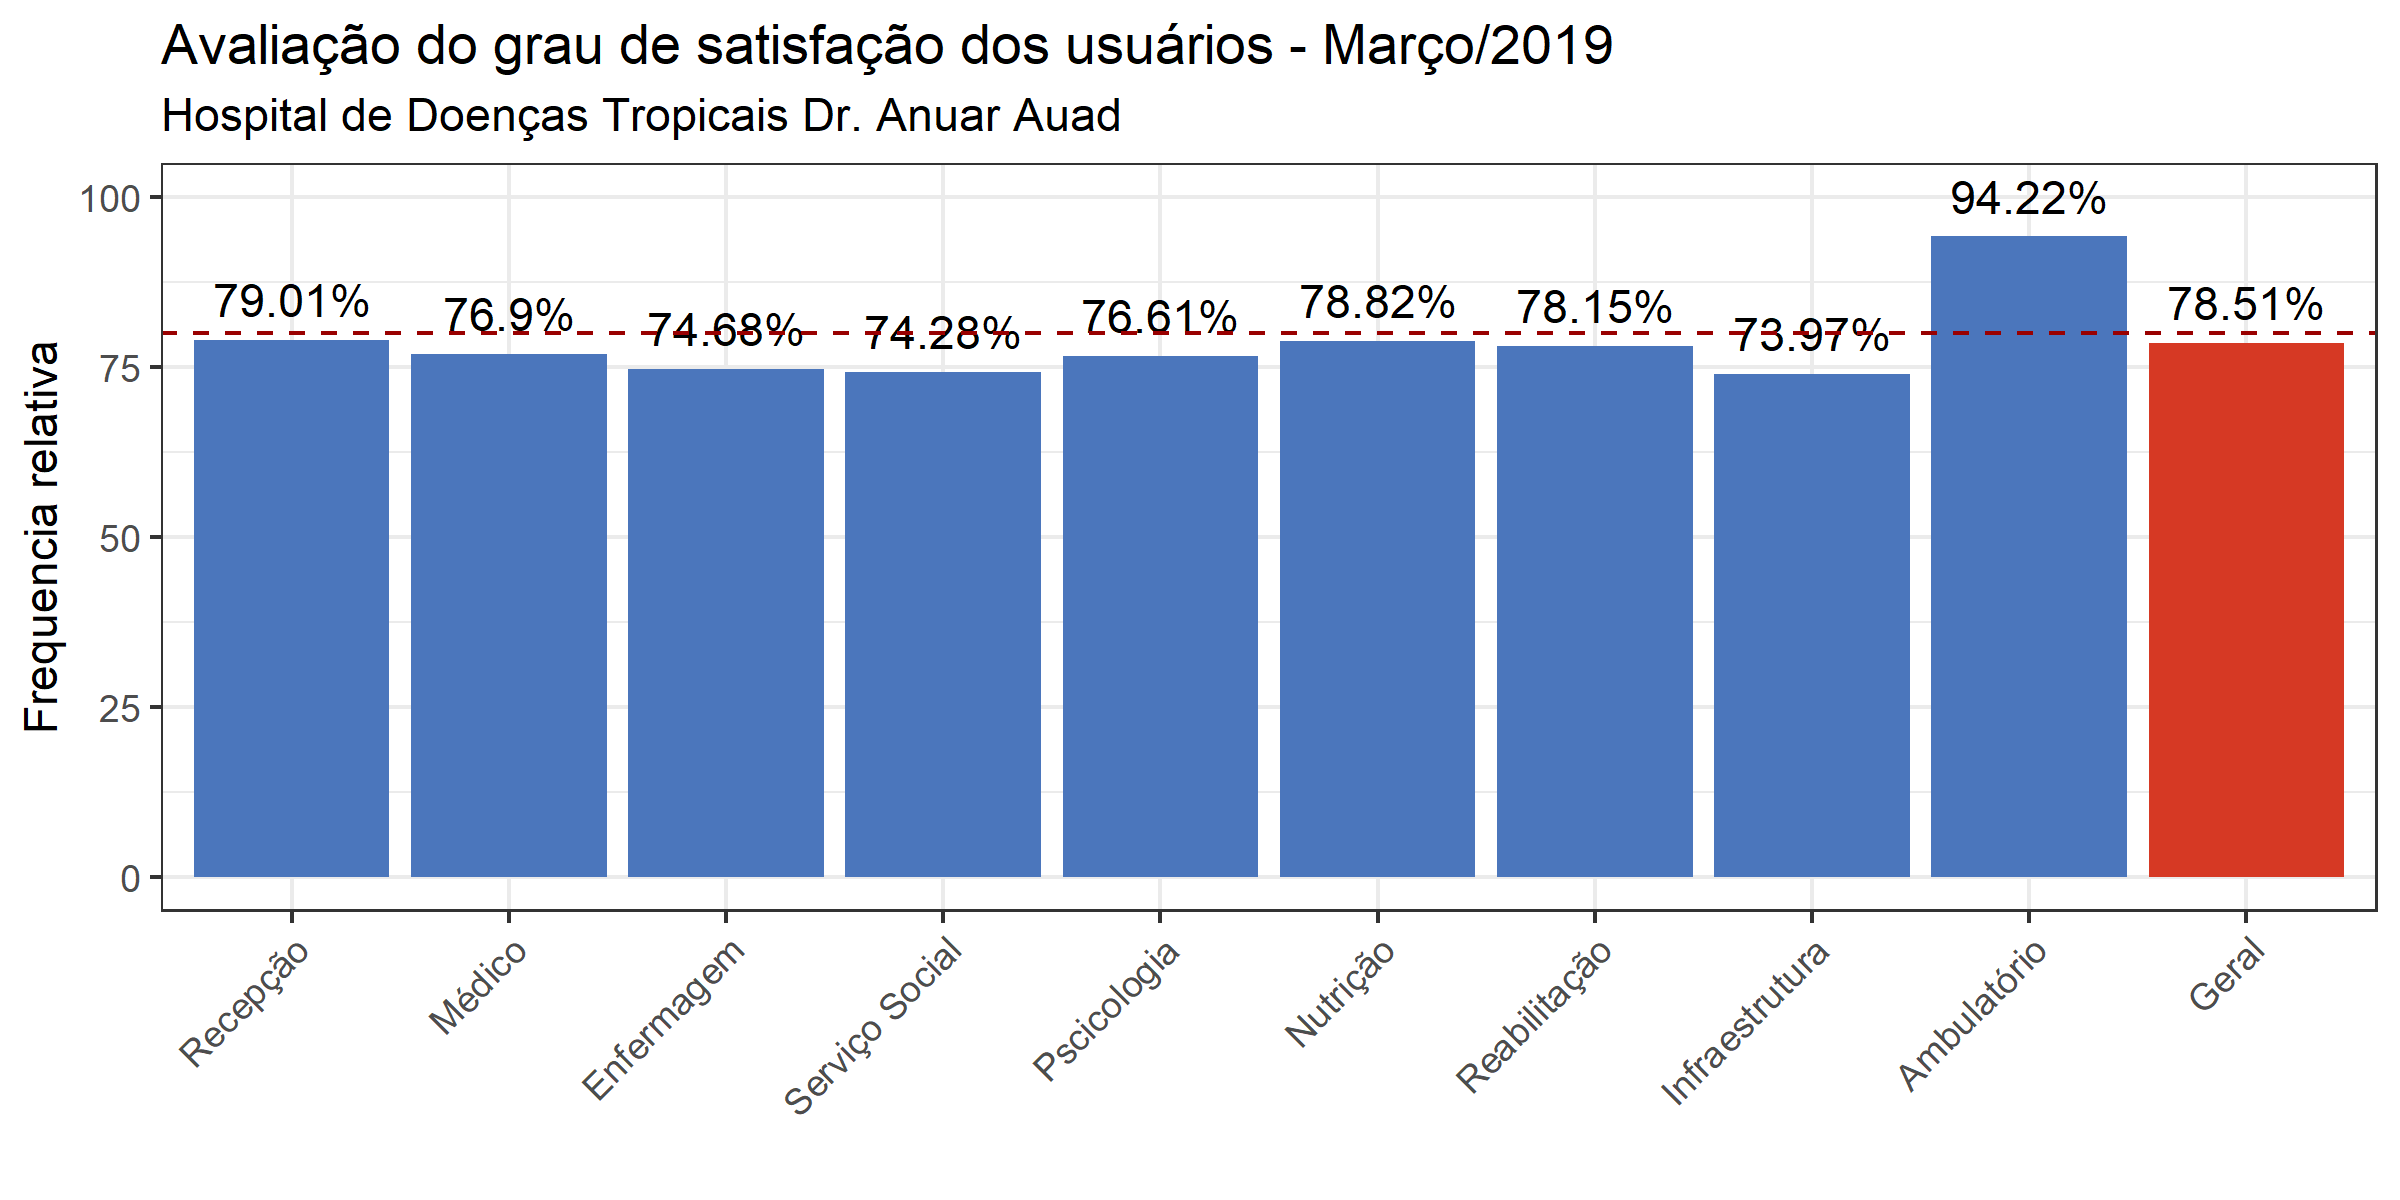 Avaliação do grau de satisfação dos usuários - Março/2019
Hospital de Doenças Tropicais Dr. Anuar Auad
Frequencia relativa
100
75
50
25
0
79.01%
76.9%
74.68%
74.28%
76.61%
78.82%
78.15%
73.97%
94.22%
78.51%
Recepção
Médico
Enfermagem
Serviço Social
Pscicologia
Nutrição
Reabilitação
Infraestrutura
Ambulatório
Geral